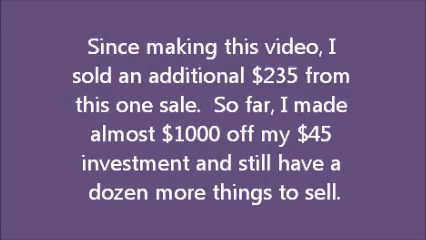 Since making this video, I
sold an additional $235 from
this one sale.  So far, I made
almost $1000 off my $45
investment and still have a
dozen more things to sell.